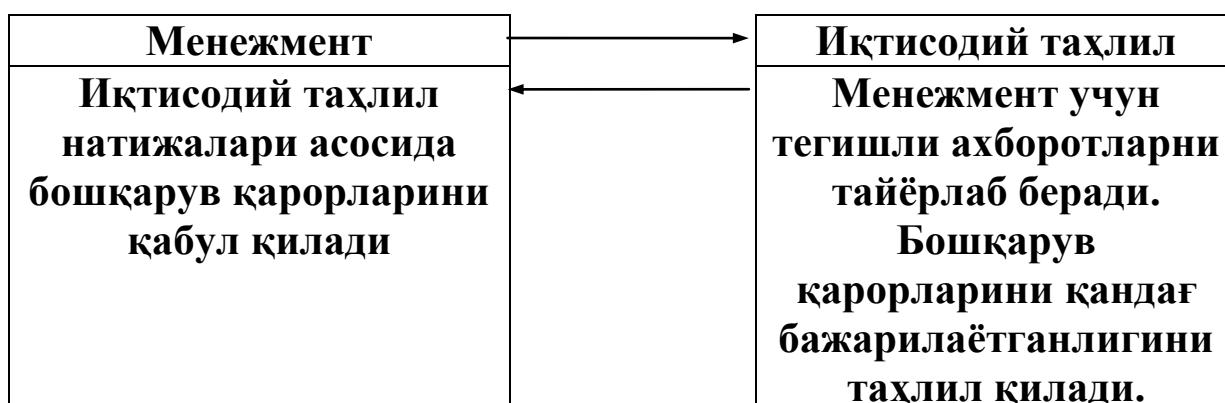 Менежмент
Иқтисодий таҳлил
натижалари асосида
бошқарув қарорларини
қабул қилади
Иқтисодий таҳлил
Менежмент учун
тегишли ахборотларни
тайёрлаб беради.
Бошқарув
қарорларини қандағ
бажарилаётганлигини
таҳлил қилади.